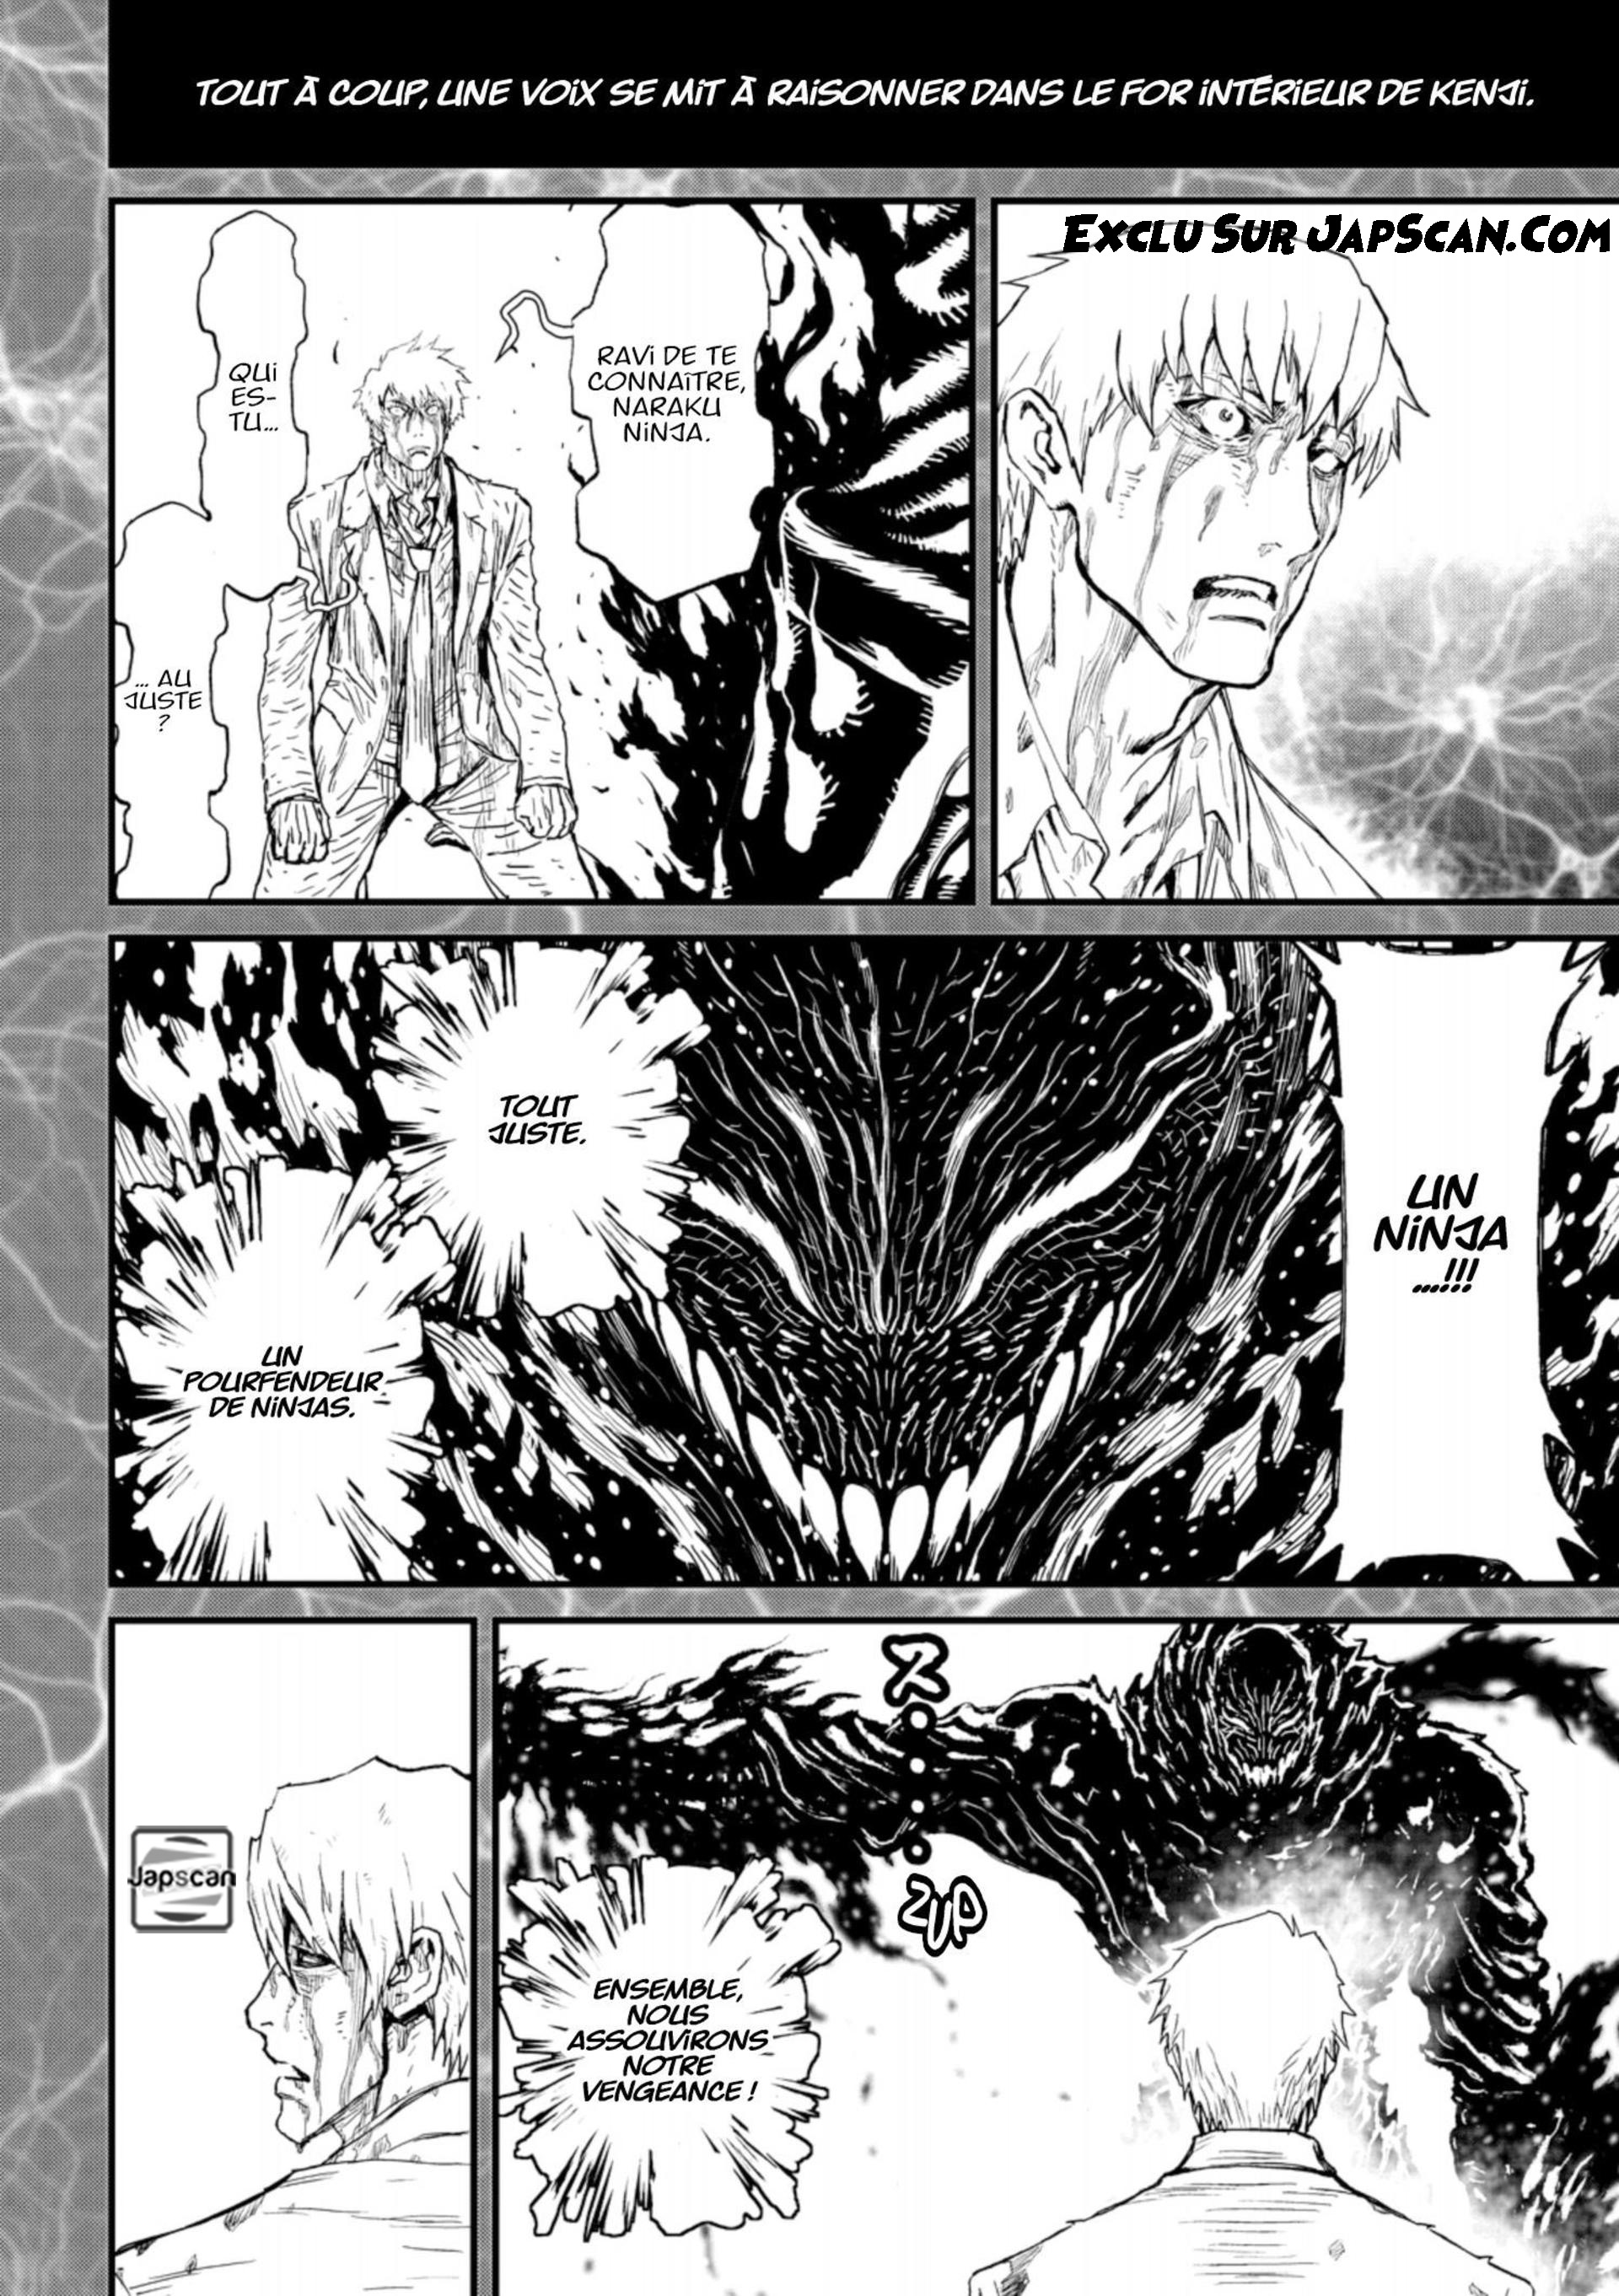 TOUT À COUP, UNE VOIX SE MIT À RAISONNER DANS LE FOR INTÉRIEUR DE KENJI.
EXCLU SUR JAPSCAN.COM
RAVI DE TE
CONNAÎTRE,
NARAKU
NINJA.
QUI
ES-
TU...
... AU
JUSTE
?
UN
NINJA
...!!!
TOUT
JUSTE.
UN
POURFENDEUR
DE NINJAS.
ズ
ZUP
ENSEMBLE,
NOUS
ASSOUVIRONS
NOTRE
VENGEANCE !
Japscan